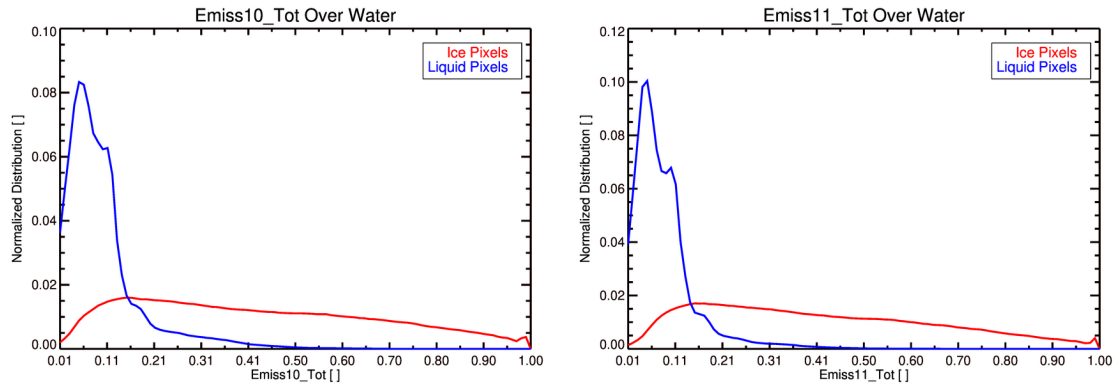 Emiss10_Tot Over Water
Normalized Distribution [ ]
0.10
0.08
0.06
0.04
0.02
0.00
Ice Pixels
Liquid Pixels
0.01 0.11 0.21 0.31 0.41 0.50 0.60 0.70 0.80 0.90 1.00
Emiss10_Tot [ ]
Emiss11_Tot Over Water
Normalized Distribution [ ]
0.12
0.10
0.08
0.06
0.04
0.02
0.00
Ice Pixels
Liquid Pixels
0.01 0.11 0.21 0.31 0.41 0.50 0.60 0.70 0.80 0.90 1.00
Emiss11_Tot [ ]